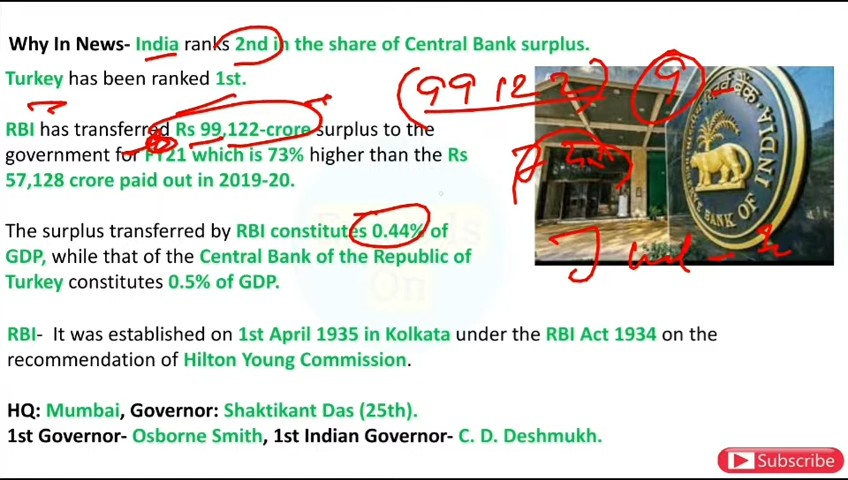 Why In News- India ranks 2nd in the share of Central Bank surplus.
Turkey has been ranked 1st.
RBI has transferred Rs 99,122-crore surplus to the
government for FY21 which is 73% higher than the Rs
57,128 crore paid out in 2019-20.
The surplus transferred by RBI constitutes 0.44% of
GDP, while that of the Central Bank of the Republic of
Turkey constitutes 0.5% of GDP.
RBI- It was established on 1st April 1935 in Kolkata under the RBI Act 1934 on the
recommendation of Hilton Young Commission.
HQ: Mumbai, Governor: Shaktikant Das (25th).
1st Governor- Osborne Smith, 1st Indian Governor- C. D. Deshmukh.
99122
9
BANK OF INDIA
Subscribe